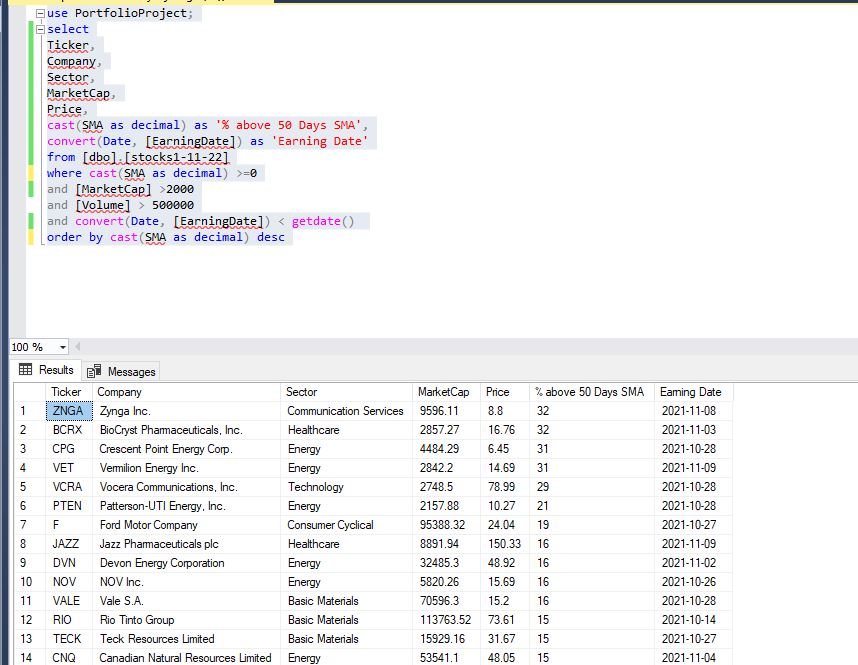 use PortfolioProject;
select
Ticker,
Company,
Sector,
MarketCap,
Price,
cast(SMA as decimal) as '% above 50 Days SMA',
convert(Date, [EarningDate]) as 'Earning Date'
from [dbo].[stocks1-11-22]
where cast(SMA as decimal) >=0
and [MarketCap] >2000
and [Volume] > 500000
and convert(Date, [EarningDate]) < getdate()
order by cast(SMA as decimal) desc
100 %
Results Messages
Ticker Company Sector MarketCap Price % above 50 Days SMA Earning Date
1 ZNGA Zynga Inc. Communication Services 9596.11 8.8 32 2021-11-08
2 BCRX BioCryst Pharmaceuticals, Inc. Healthcare 2857.27 16.76 32 2021-11-03
3 CPG Crescent Point Energy Corp. Energy 4484.29 6.45 31 2021-10-28
4 VET Vermilion Energy Inc. Energy 2842.2 14.69 31 2021-11-09
5 VCRA Vocera Communications, Inc. Technology 2748.5 78.99 29 2021-10-28
6 PTEN Patterson-UTI Energy, Inc. Energy 2157.88 10.27 21 2021-10-28
7 F Ford Motor Company Consumer Cyclical 95388.32 24.04 19 2021-10-27
8 JAZZ Jazz Pharmaceuticals plc Healthcare 8891.94 150.33 16 2021-11-09
9 DVN Devon Energy Corporation Energy 32485.3 48.92 16 2021-11-02
10 NOV NOV Inc. Energy 5820.26 15.69 16 2021-10-26
11 VALE Vale S.A. Basic Materials 70596.3 15.2 16 2021-10-28
12 RIO Rio Tinto Group Basic Materials 113763.52 73.61 15 2021-10-14
13 TECK Teck Resources Limited Basic Materials 15929.16 31.67 15 2021-10-27
14 CNQ Canadian Natural Resources Limited Energy 53541.1 48.05 15 2021-11-04